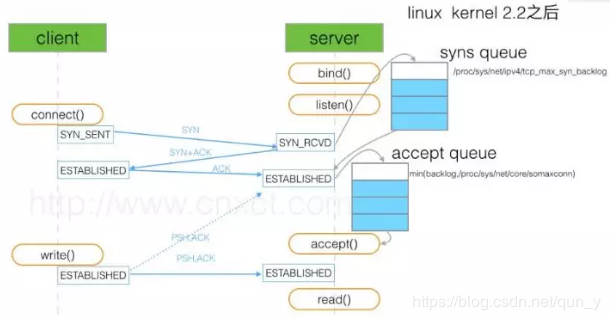 linux kernel 2.2之后
client
server
syns queue
/proc/sys/net/ipv4/tcp_max_syn_backlog
bind()
listen()
connect()
SYN_SENT
SYN
SYN_RCVD
SYN+ACK
ACK
ESTABLISHED
ESTABLISHED
accept queue
min(backlog,/proc/sys/net/core/somaxconn)
http://www.cnxct.com
PSH,ACK
accept()
write()
ESTABLISHED
PSH,ACK
ESTABLISHED
read()
https://blog.csdn.net/qun_y